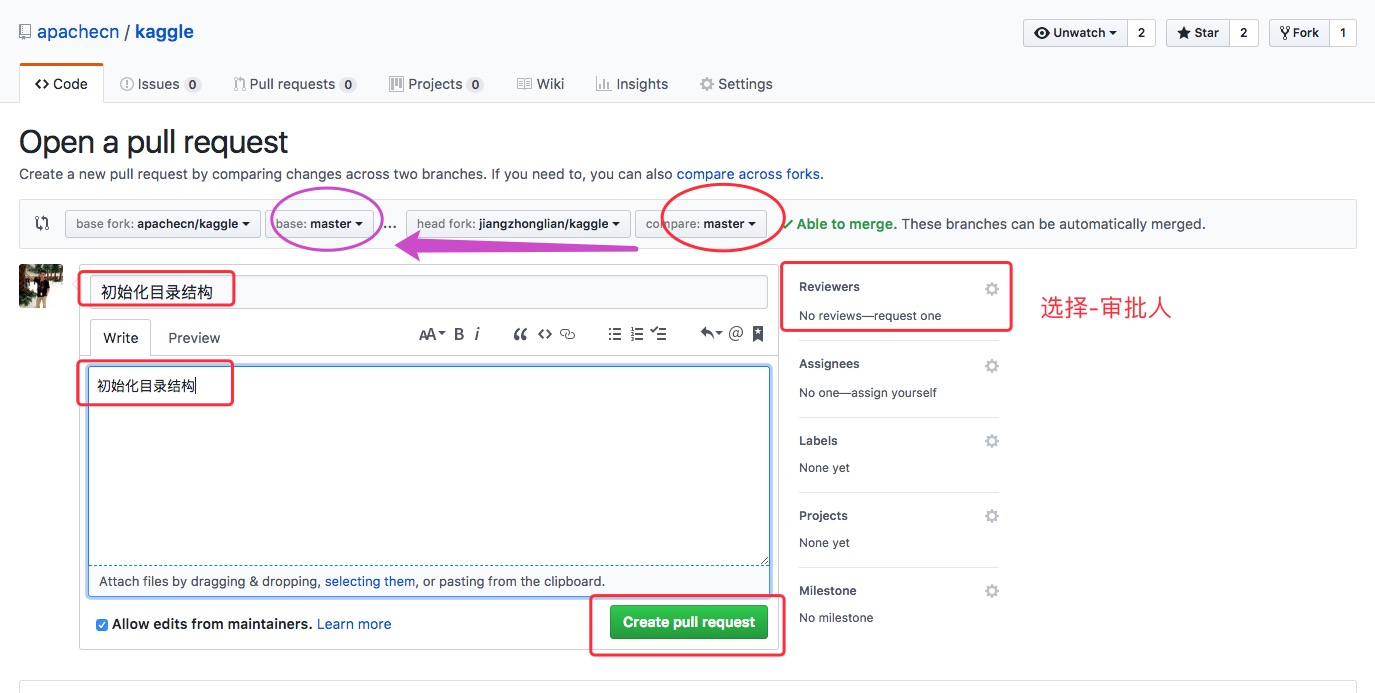 apachecn / kaggle
Unwatch 2 Star 2 Fork 1
Code Issues 0 Pull requests 0 Projects 0 Wiki Insights Settings
Open a pull request
Create a new pull request by comparing changes across two branches. If you need to, you can also compare across forks.
base fork: apachecn/kaggle base: master ... head fork: jiangzhonglian/kaggle compare: master ✓ Able to merge. These branches can be automatically merged.
初始化目录结构
Write Preview
AA B i “ <> @
初始化目录结构
Attach files by dragging & dropping, selecting them, or pasting from the clipboard.
Allow edits from maintainers. Learn more
Create pull request
Reviewers
No reviews—request one
选择-审批人
Assignees
No one—assign yourself
Labels
None yet
Projects
None yet
Milestone
No milestone